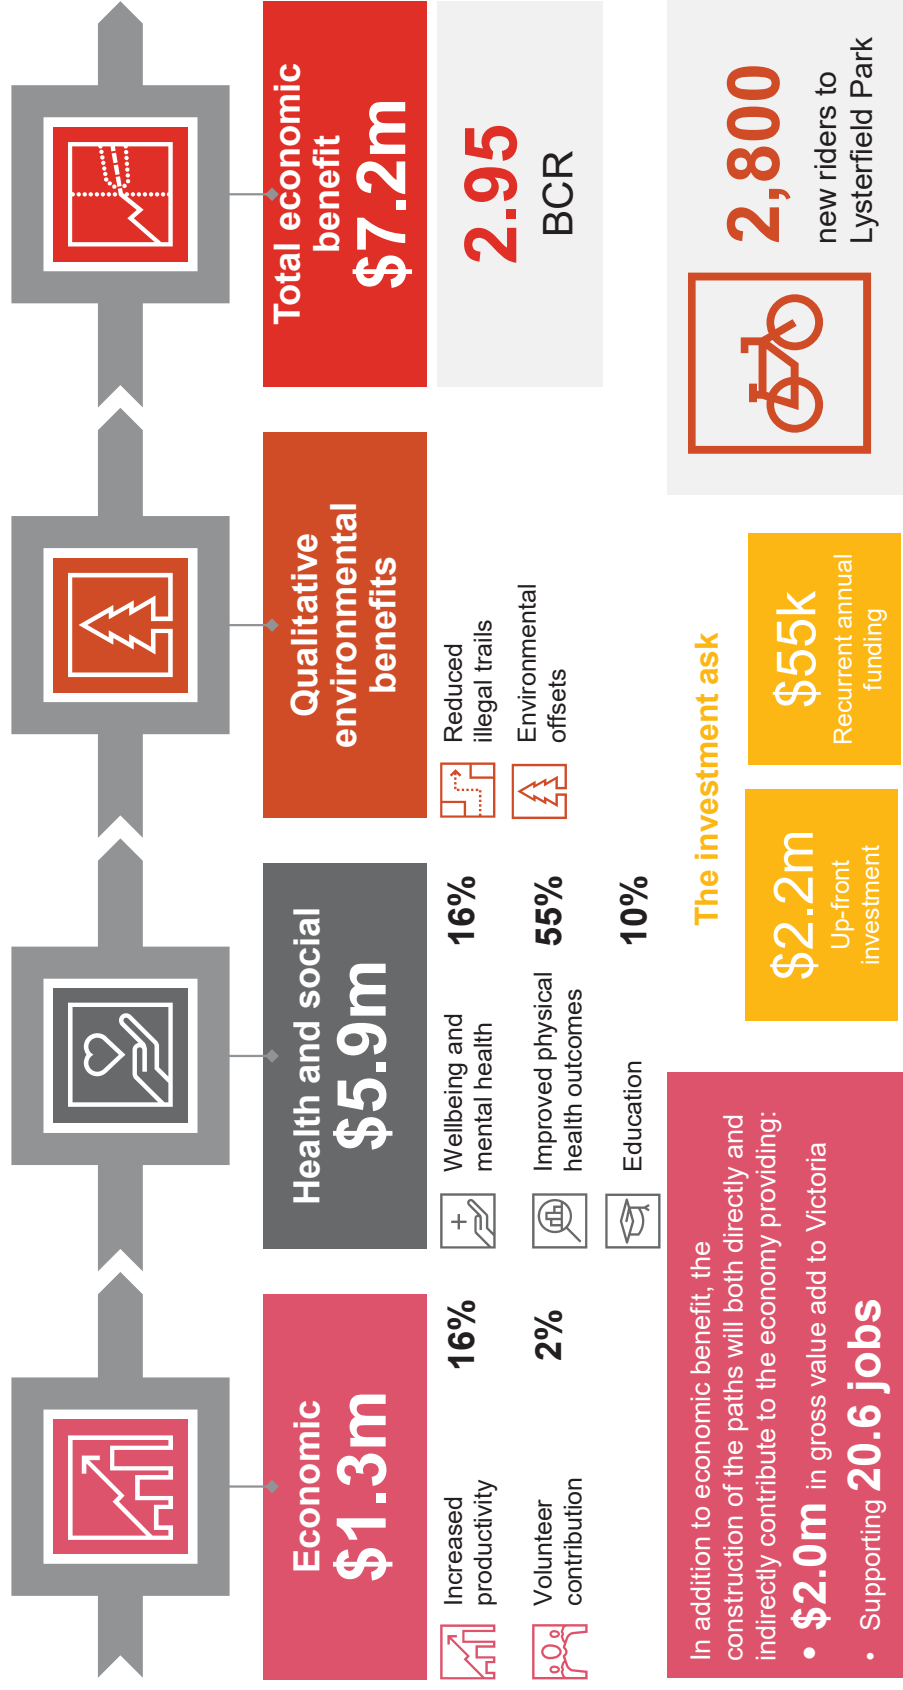 Economic
$1.3m
Increased
productivity
16%
Volunteer
contribution
2%
Health and social
$5.9m
Wellbeing and
mental health
16%
Improved physical
health outcomes
55%
Education
10%
Qualitative
environmental
benefits
Reduced
illegal trails
Environmental
offsets
Total economic
benefit
$7.2m
2.95
BCR
In addition to economic benefit, the
construction of the paths will both directly and
indirectly contribute to the economy providing:
• $2.0m in gross value add to Victoria
• Supporting 20.6 jobs
The investment ask
$2.2m
Up-front
investment
$55k
Recurrent annual
funding
2,800
new riders to
Lysterfield Park